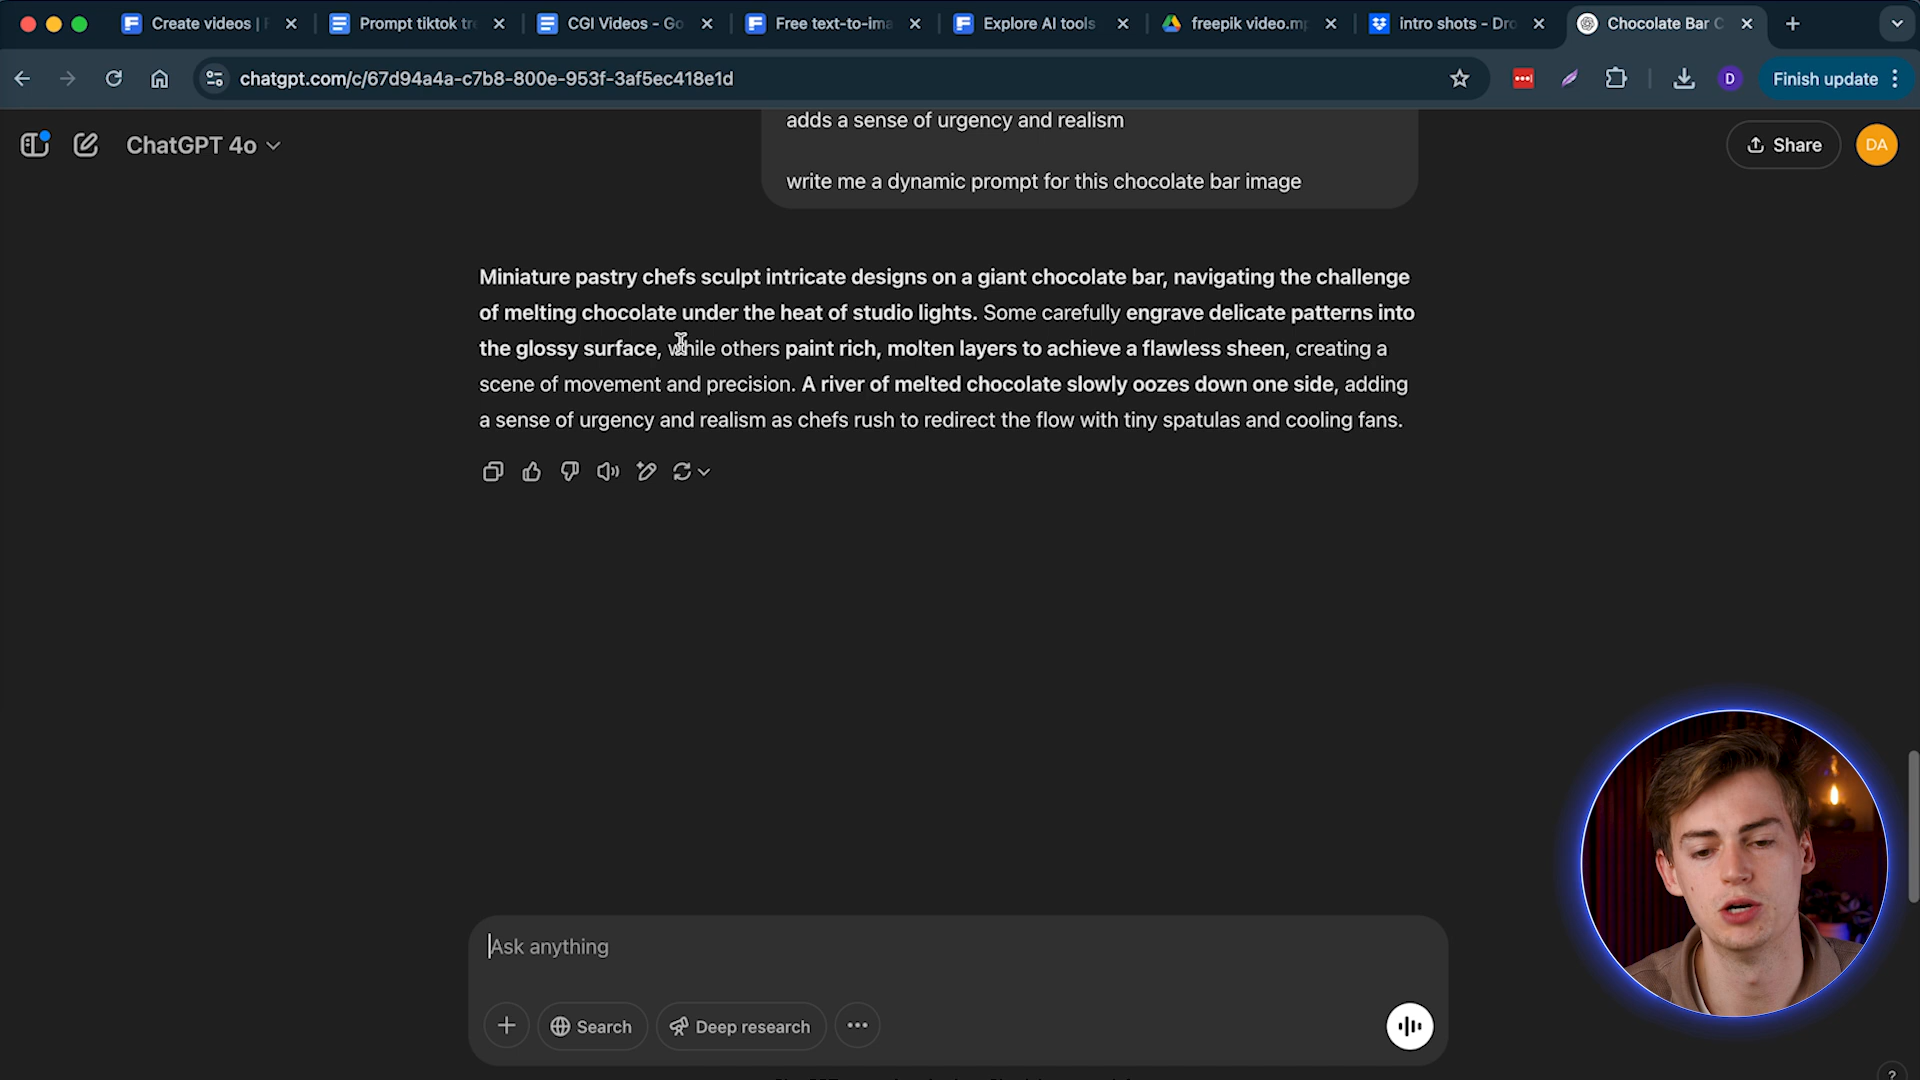 Create videos | F
Prompt tiktok tre
CGI Videos - Go
Free text-to-ima
Explore AI tools
freepik video.mp
intro shots - Dro
Chocolate Bar C
chatgpt.com/c/67d94a4a-c7b8-800e-953f-3af5ec418e1d
D
Finish update
ChatGPT 4o
Share
DA
adds a sense of urgency and realism
write me a dynamic prompt for this chocolate bar image
Miniature pastry chefs sculpt intricate designs on a giant chocolate bar, navigating the challenge
of melting chocolate under the heat of studio lights. Some carefully engrave delicate patterns into
the glossy surface, while others paint rich, molten layers to achieve a flawless sheen, creating a
scene of movement and precision. A river of melted chocolate slowly oozes down one side, adding
a sense of urgency and realism as chefs rush to redirect the flow with tiny spatulas and cooling fans.
Ask anything
Search
Deep research
?